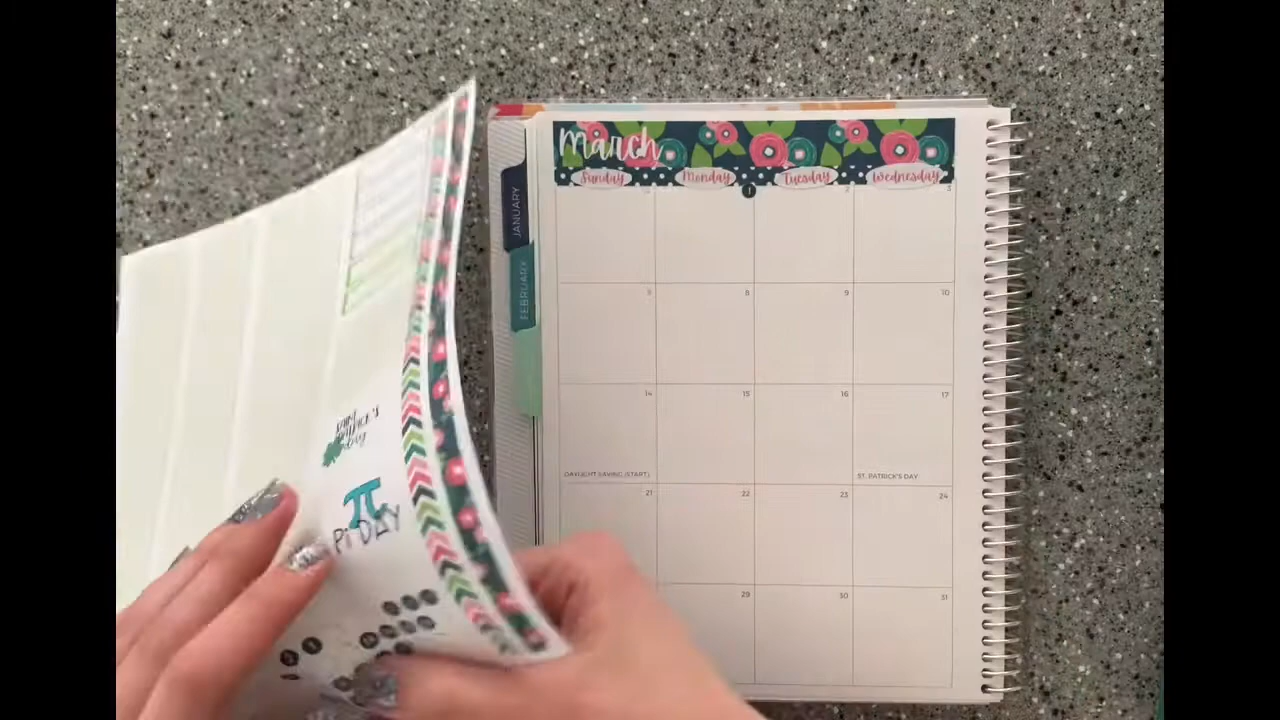 March
Sunday Monday Tuesday Wednesday
JANUARY
1
FEBRUARY
8 9 10
14 15 16 17
DAYLIGHT SAVING (START) ST. PATRICK'S DAY
21 22 23 24
29 30 31
π
Pi DAY